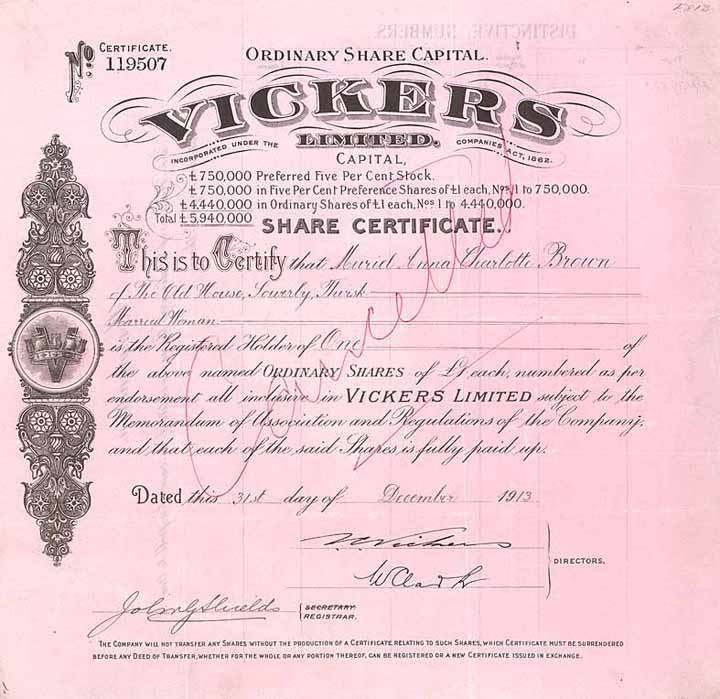 DISTINCTIVE NUMBERS.
Nº
CERTIFICATE.
119507
ORDINARY SHARE CAPITAL.
VICKERS
INCORPORATED UNDER THE LIMITED, COMPANIES ACT, 1862.
CAPITAL,
£750,000 Preferred Five Per Cent Stock.
£750,000 in Five Per Cent Preference Shares of £1 each, Nos 1 to 750,000.
£4,440,000 in Ordinary Shares of £1 each, Nos 1 to 4,440,000.
Total £5,940,000
SHARE CERTIFICATE.
This is to Certify that Muriel Anna Charlotte Brown
of The Old House, Sowerby, Thirsk
Married Woman
is the Registered Holder of One of
the above named ORDINARY SHARES of £1 each, numbered as per
endorsement all inclusive in VICKERS LIMITED subject to the
Memorandum of Association and Regulations of the Company;
and that each of the said Shares is fully paid up.
Cancelled
Dated this 31st day of December 1913.
Vickers
DIRECTORS.
W Clark
John G Shields
SECRETARY
REGISTRAR.
THE COMPANY WILL NOT TRANSFER ANY SHARES WITHOUT THE PRODUCTION OF A CERTIFICATE RELATING TO SUCH SHARES, WHICH CERTIFICATE MUST BE SURRENDERED
BEFORE ANY DEED OF TRANSFER, WHETHER FOR THE WHOLE OR ANY PORTION THEREOF, CAN BE REGISTERED OR A NEW CERTIFICATE ISSUED IN EXCHANGE.